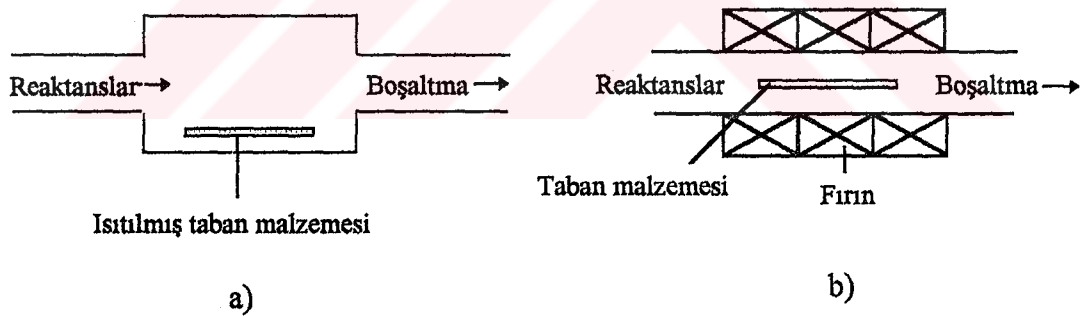 Reaktanslar
Boşaltma
Isıtılmış taban malzemesi
a)
Reaktanslar
Boşaltma
Taban malzemesi
Fırın
b)